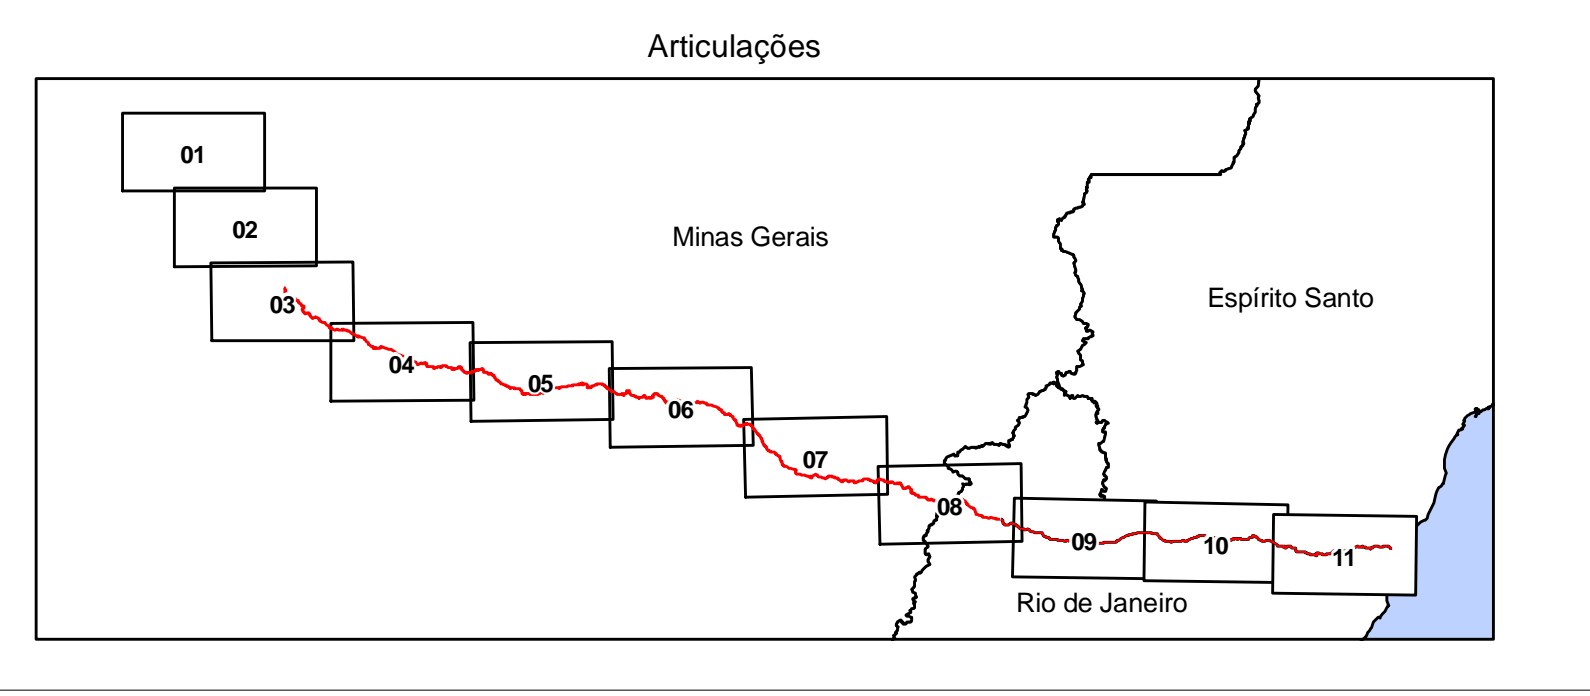 Articulações
01
02
Minas Gerais
Espírito Santo
03
04
05
06
07
08
09
10
11
Rio de Janeiro